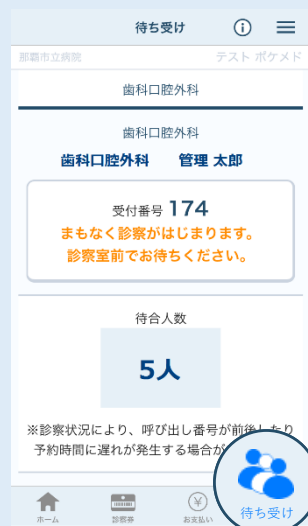 待ち受け
那覇市立病院 テスト ポケメド
歯科口腔外科
歯科口腔外科
歯科口腔外科 管理 太郎
受付番号 174
まもなく診察がはじまります。
診察室前でお待ちください。
待合人数
5人
※診察状況により、呼び出し番号が前後したり
予約時間に遅れが発生する場合が
ホーム 診察券 お支払い 待ち受け